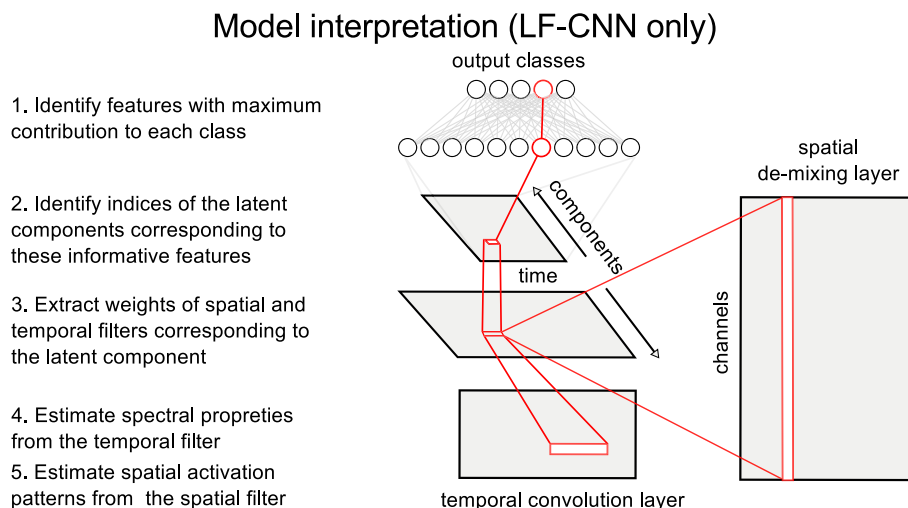 Model interpretation (LF-CNN only)
output classes
1. Identify features with maximum
contribution to each class
spatial
de-mixing layer
2. Identify indices of the latent
components corresponding to
these informative features
components
time
3. Extract weights of spatial and
temporal filters corresponding to
the latent component
channels
4. Estimate spectral propreties
from the temporal filter
5. Estimate spatial activation
patterns from the spatial filter
temporal convolution layer